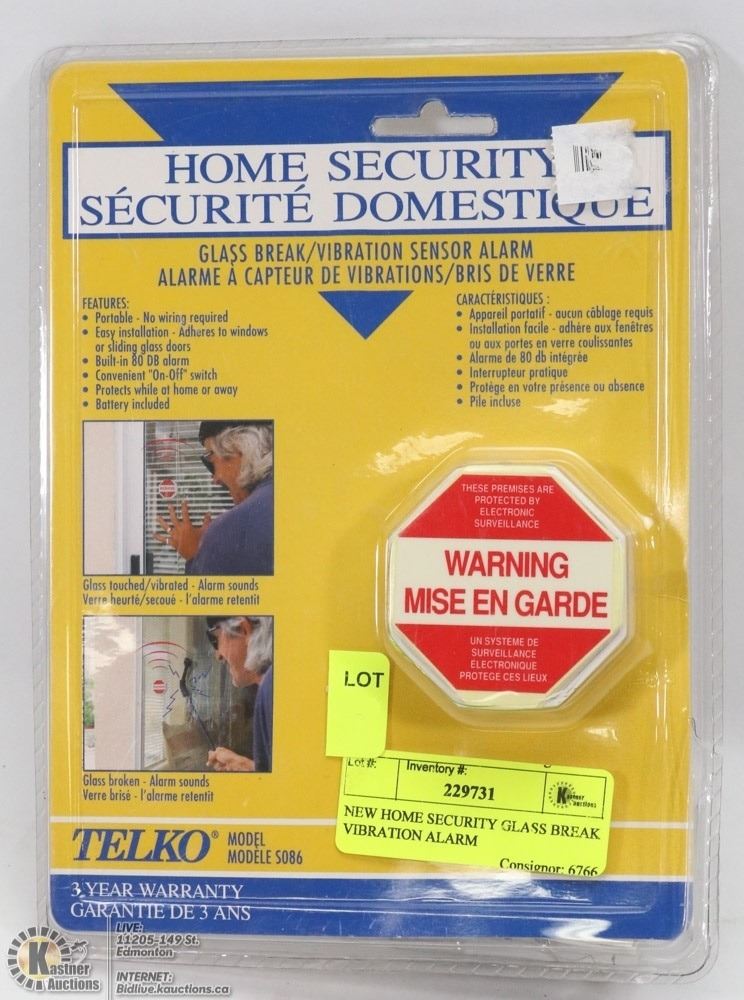 HOME SECURITY
SÉCURITÉ DOMESTIQUE
GLASS BREAK/VIBRATION SENSOR ALARM
ALARME À CAPTEUR DE VIBRATIONS/BRIS DE VERRE
FEATURES:
• Portable - No wiring required
• Easy installation - Adheres to windows
or sliding glass doors
• Built-in 80 DB alarm
• Convenient "On-Off" switch
• Protects while at home or away
• Battery included
CARACTÉRISTIQUES :
• Appareil portatif - aucun câblage requis
• Installation facile - adhère aux fenêtres
ou aux portes en verre coulissantes
• Alarme de 80 db intégrée
• Interrupteur pratique
• Protège en votre présence ou absence
• Pile incluse
Glass touched/vibrated - Alarm sounds
Verre heurté/secoué - l'alarme retentit
Glass broken - Alarm sounds
Verre brisé - l'alarme retentit
THESE PREMISES ARE
PROTECTED BY
ELECTRONIC
SURVEILLANCE
WARNING
MISE EN GARDE
UN SYSTEME DE
SURVEILLANCE
ELECTRONIQUE
PROTEGE CES LIEUX
LOT
Lot #:
Inventory #:
229731
Kastner
Auctions
NEW HOME SECURITY GLASS BREAK
VIBRATION ALARM
Consignor: 6766
TELKO®
MODEL
MODÈLE S086
3 YEAR WARRANTY
GARANTIE DE 3 ANS
Kastner
Auctions
LIVE:
11205-149 St.
Edmonton
INTERNET:
Bidlive.kauctions.ca